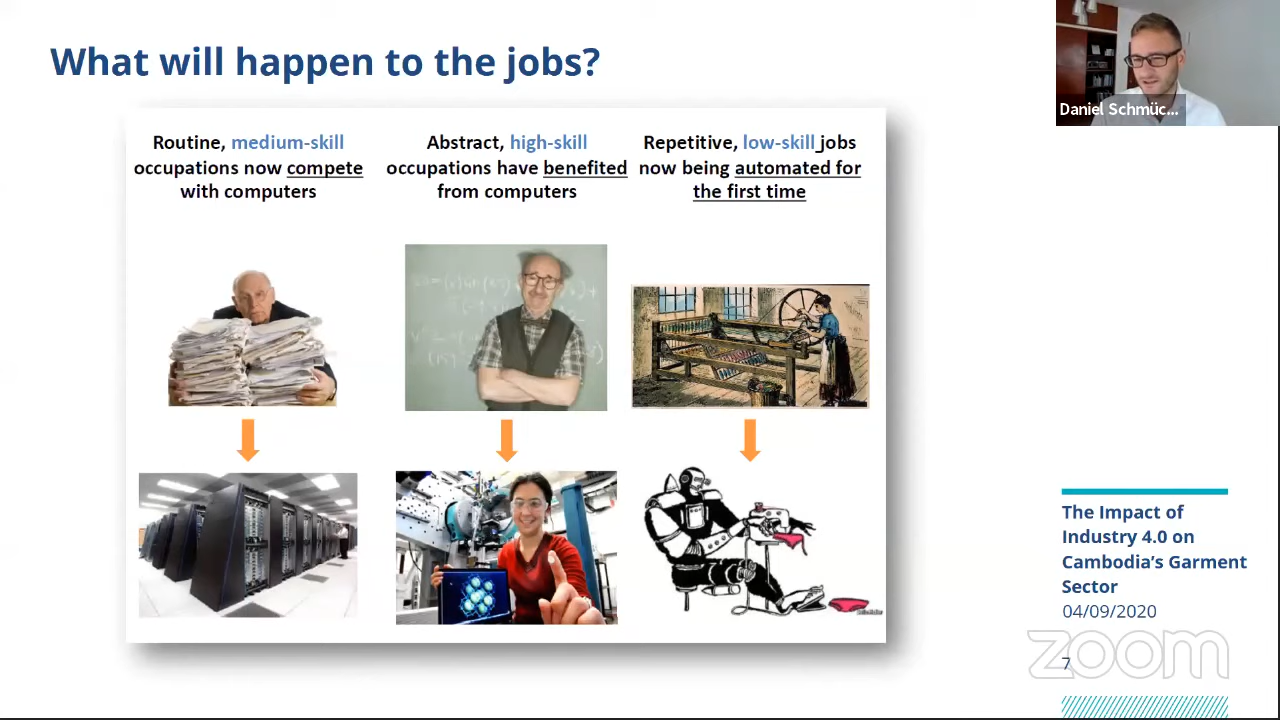 What will happen to the jobs?
Routine, medium-skill
occupations now compete
with computers
Abstract, high-skill
occupations have benefited
from computers
Repetitive, low-skill jobs
now being automated for
the first time
Daniel Schmüc...
The Impact of
Industry 4.0 on
Cambodia's Garment
Sector
04/09/2020
7
zoom